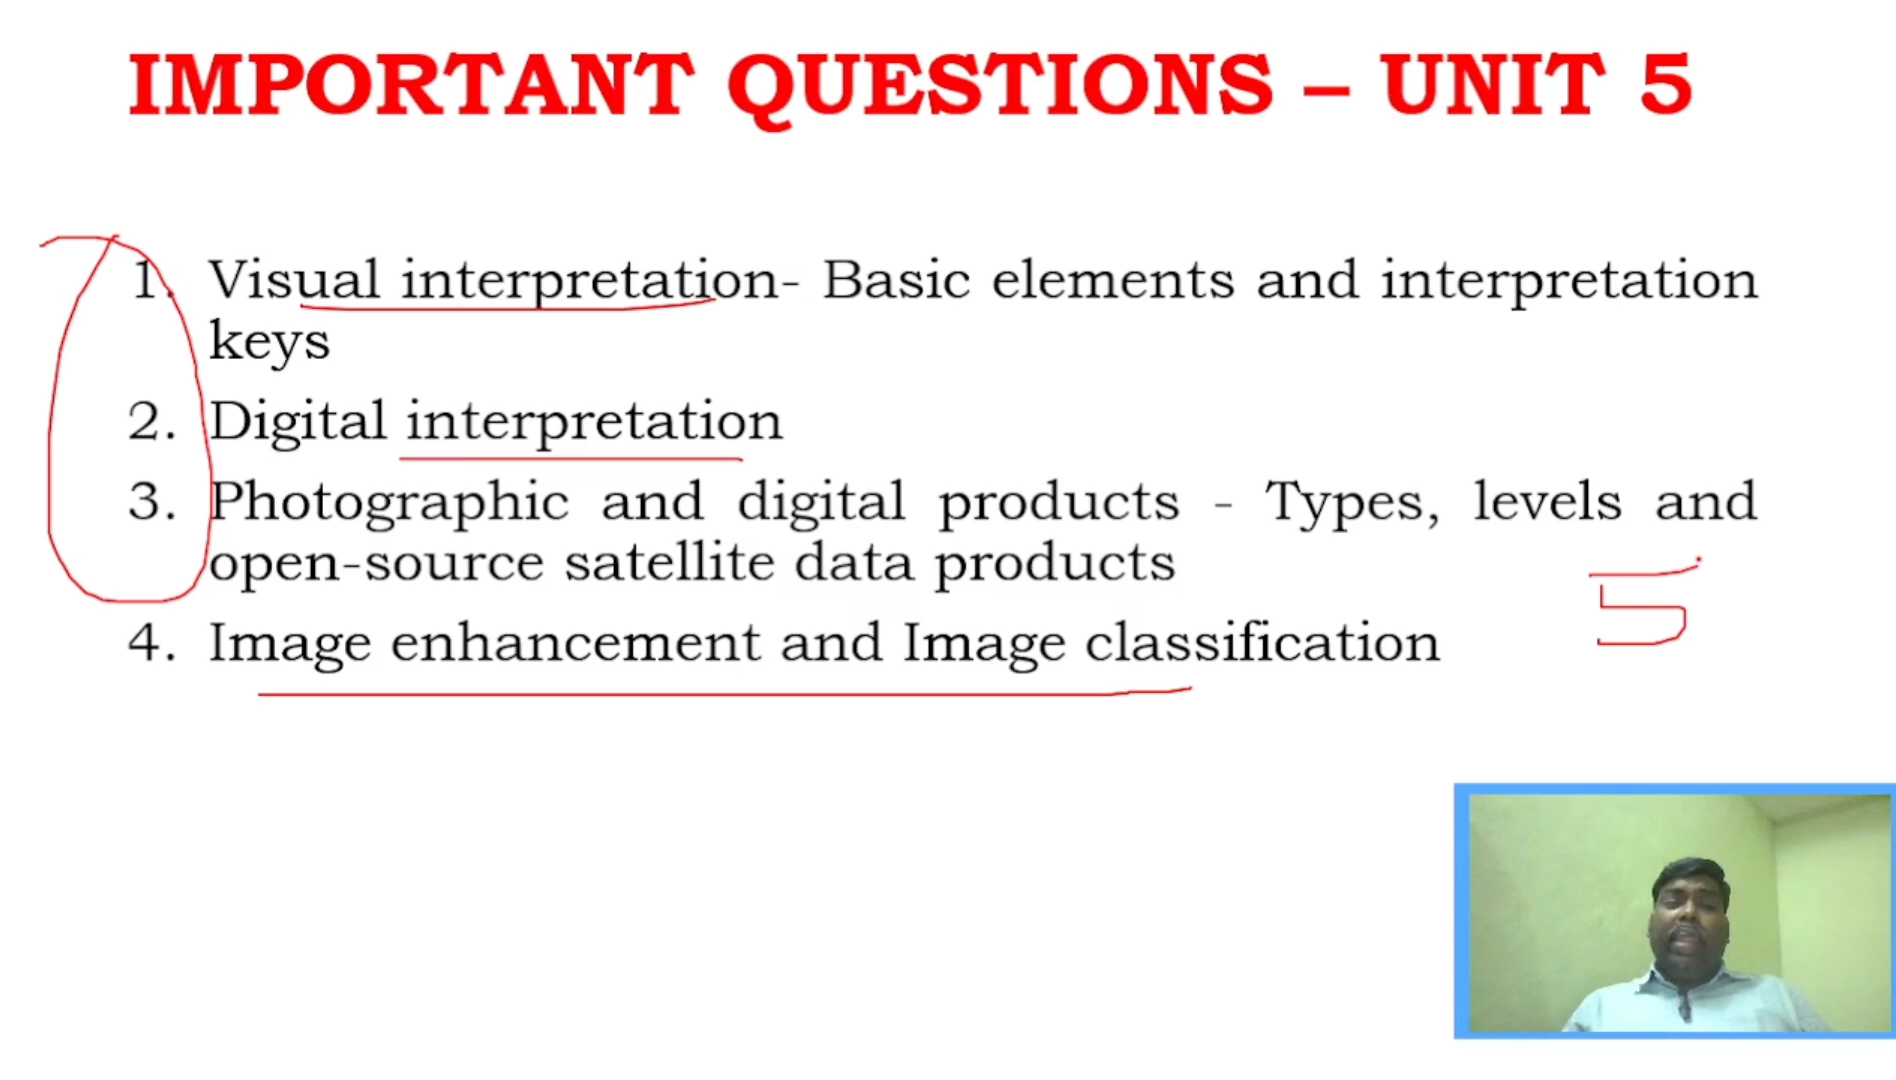 IMPORTANT QUESTIONS – UNIT 5
1. Visual interpretation- Basic elements and interpretation
keys
2. Digital interpretation
3. Photographic and digital products - Types, levels and
open-source satellite data products
5
4. Image enhancement and Image classification